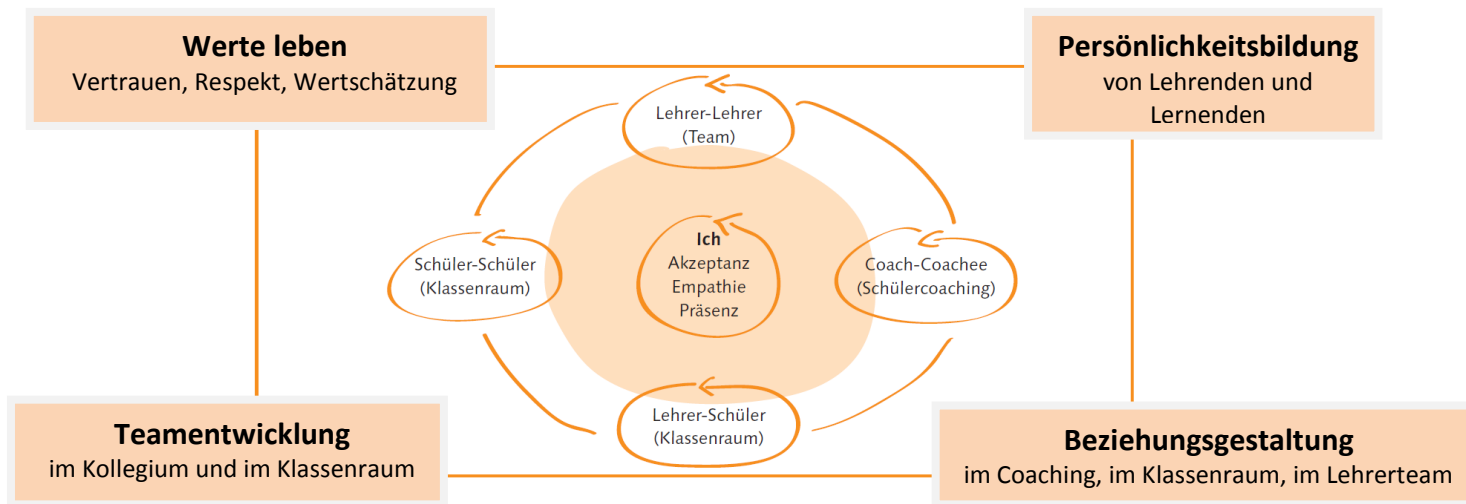 Werte leben
Vertrauen, Respekt, Wertschätzung
Persönlichkeitsbildung
von Lehrenden und
Lernenden
Lehrer-Lehrer
(Team)
Schüler-Schüler
(Klassenraum)
Ich
Akzeptanz
Empathie
Präsenz
Coach-Coachee
(Schülercoaching)
Lehrer-Schüler
(Klassenraum)
Teamentwicklung
im Kollegium und im Klassenraum
Beziehungsgestaltung
im Coaching, im Klassenraum, im Lehrerteam